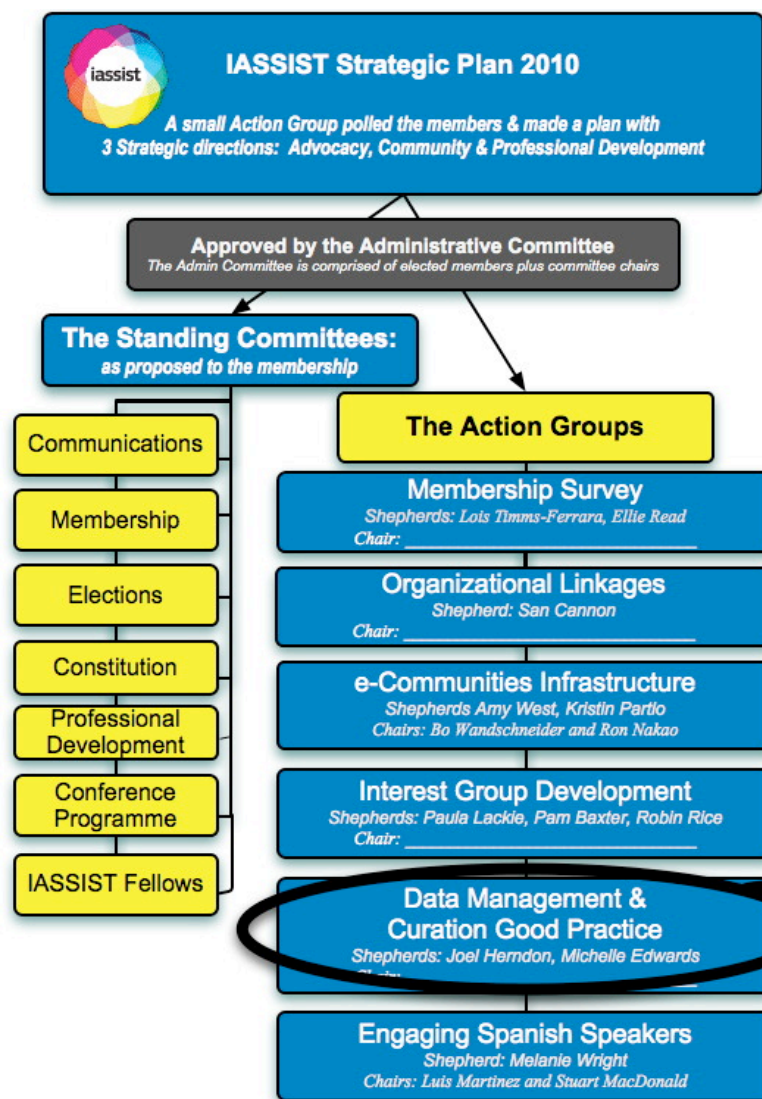 iassist
IASSIST Strategic Plan 2010
A small Action Group polled the members & made a plan with
3 Strategic directions: Advocacy, Community & Professional Development
Approved by the Administrative Committee
The Admin Committee is comprised of elected members plus committee chairs
The Standing Committees:
as proposed to the membership
Communications
Membership
Elections
Constitution
Professional
Development
Conference
Programme
IASSIST Fellows
The Action Groups
Membership Survey
Shepherds: Lois Timms-Ferrara, Ellie Read
Chair: ________________________________
Organizational Linkages
Shepherd: San Cannon
Chair: ________________________________
e-Communities Infrastructure
Shepherds Amy West, Kristin Partlo
Chairs: Bo Wandschneider and Ron Nakao
Interest Group Development
Shepherds: Paula Lackie, Pam Baxter, Robin Rice
Chair: ________________________________
Data Management &
Curation Good Practice
Shepherds: Joel Herndon, Michelle Edwards
Chair: ________________________________
Engaging Spanish Speakers
Shepherd: Melanie Wright
Chairs: Luis Martinez and Stuart MacDonald